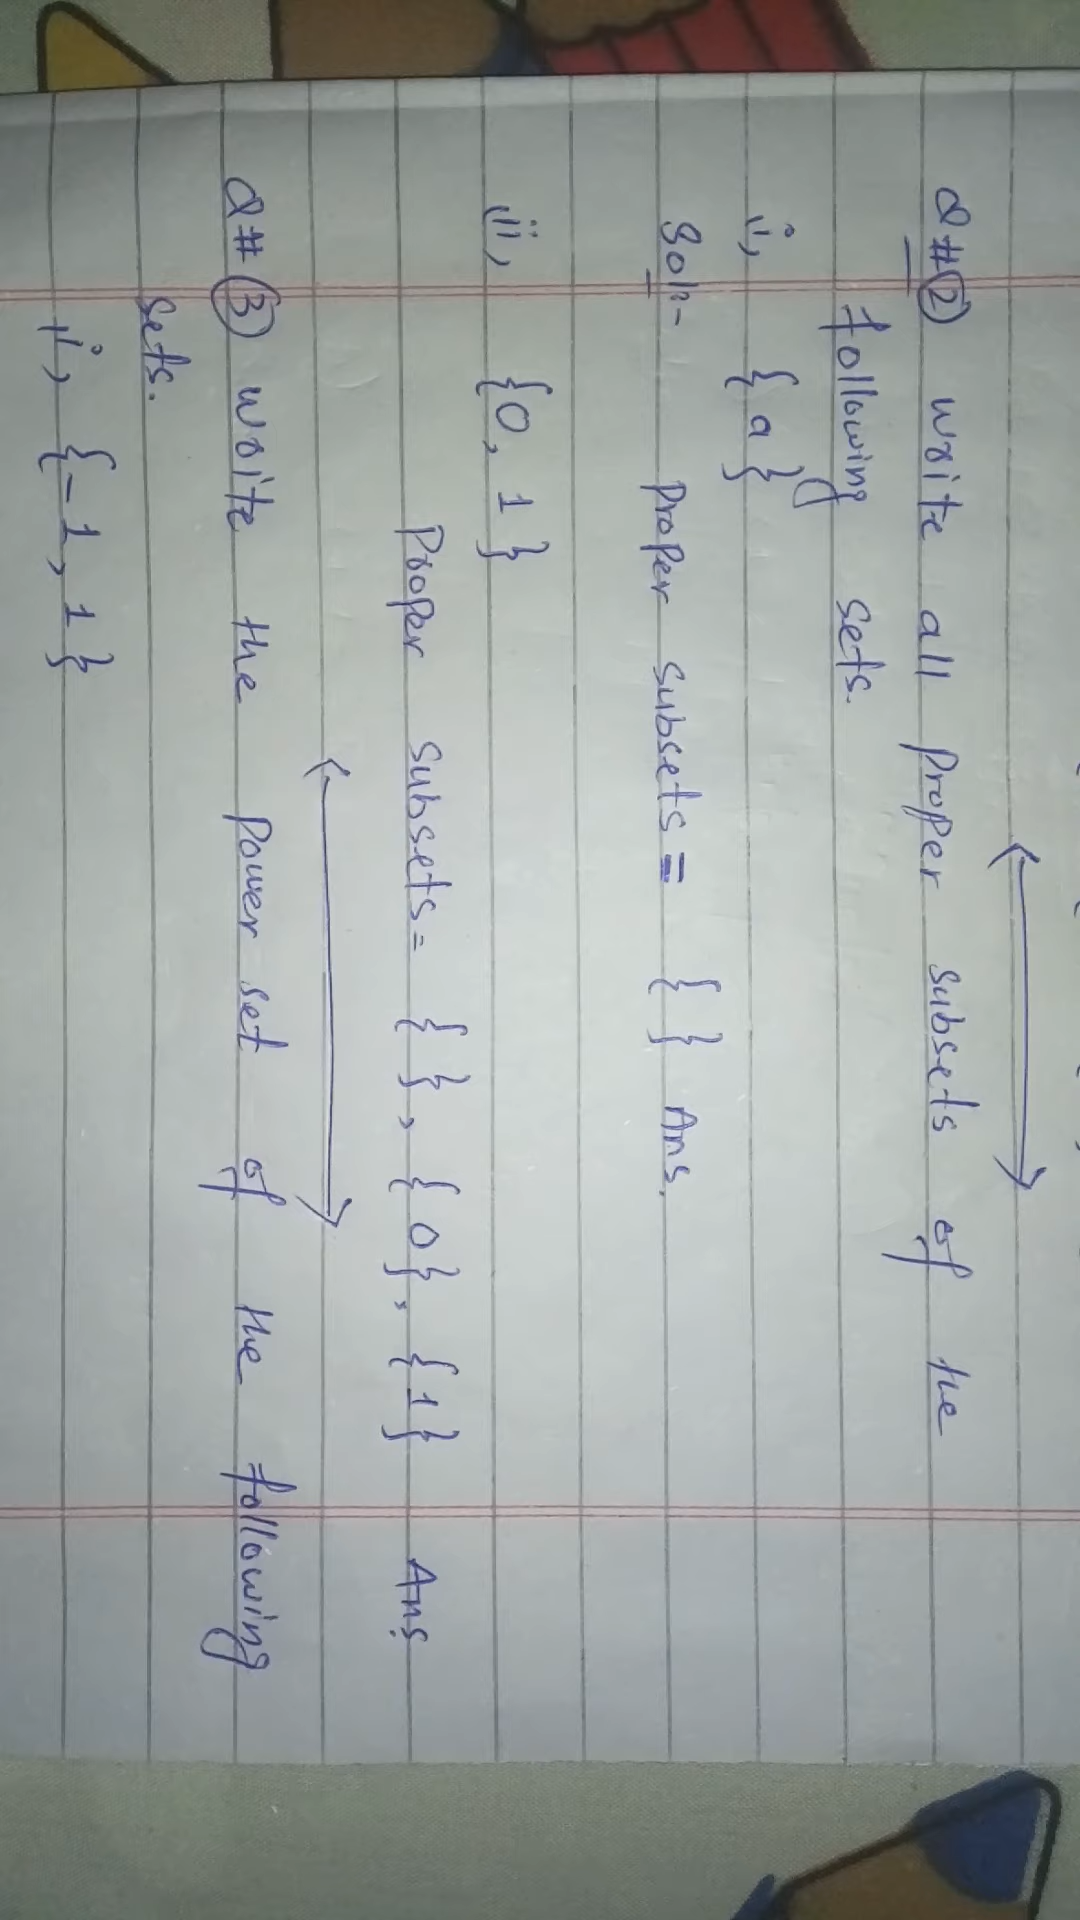 Q#② write all Proper subsets of the
following sets.
i, {a}
Sol:- Proper subsets = { } Ans.
ii, {0, 1}
Proper subsets = { }, {0}, {1} Ans
Q#③ write the Power set of the following
sets.
i, {-1, 1}